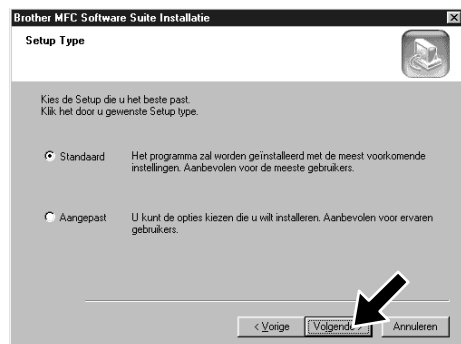 Brother MFC Software Suite Installatie
Setup Type
Kies de Setup die u het beste past.
Klik het door u gewenste Setup type.
Standaard Het programma zal worden geïnstalleerd met de meest voorkomende
instellingen. Aanbevolen voor de meeste gebruikers.
Aangepast U kunt de opties kiezen die u wilt installeren. Aanbevolen voor ervaren
gebruikers.
< Vorige Volgende > Annuleren